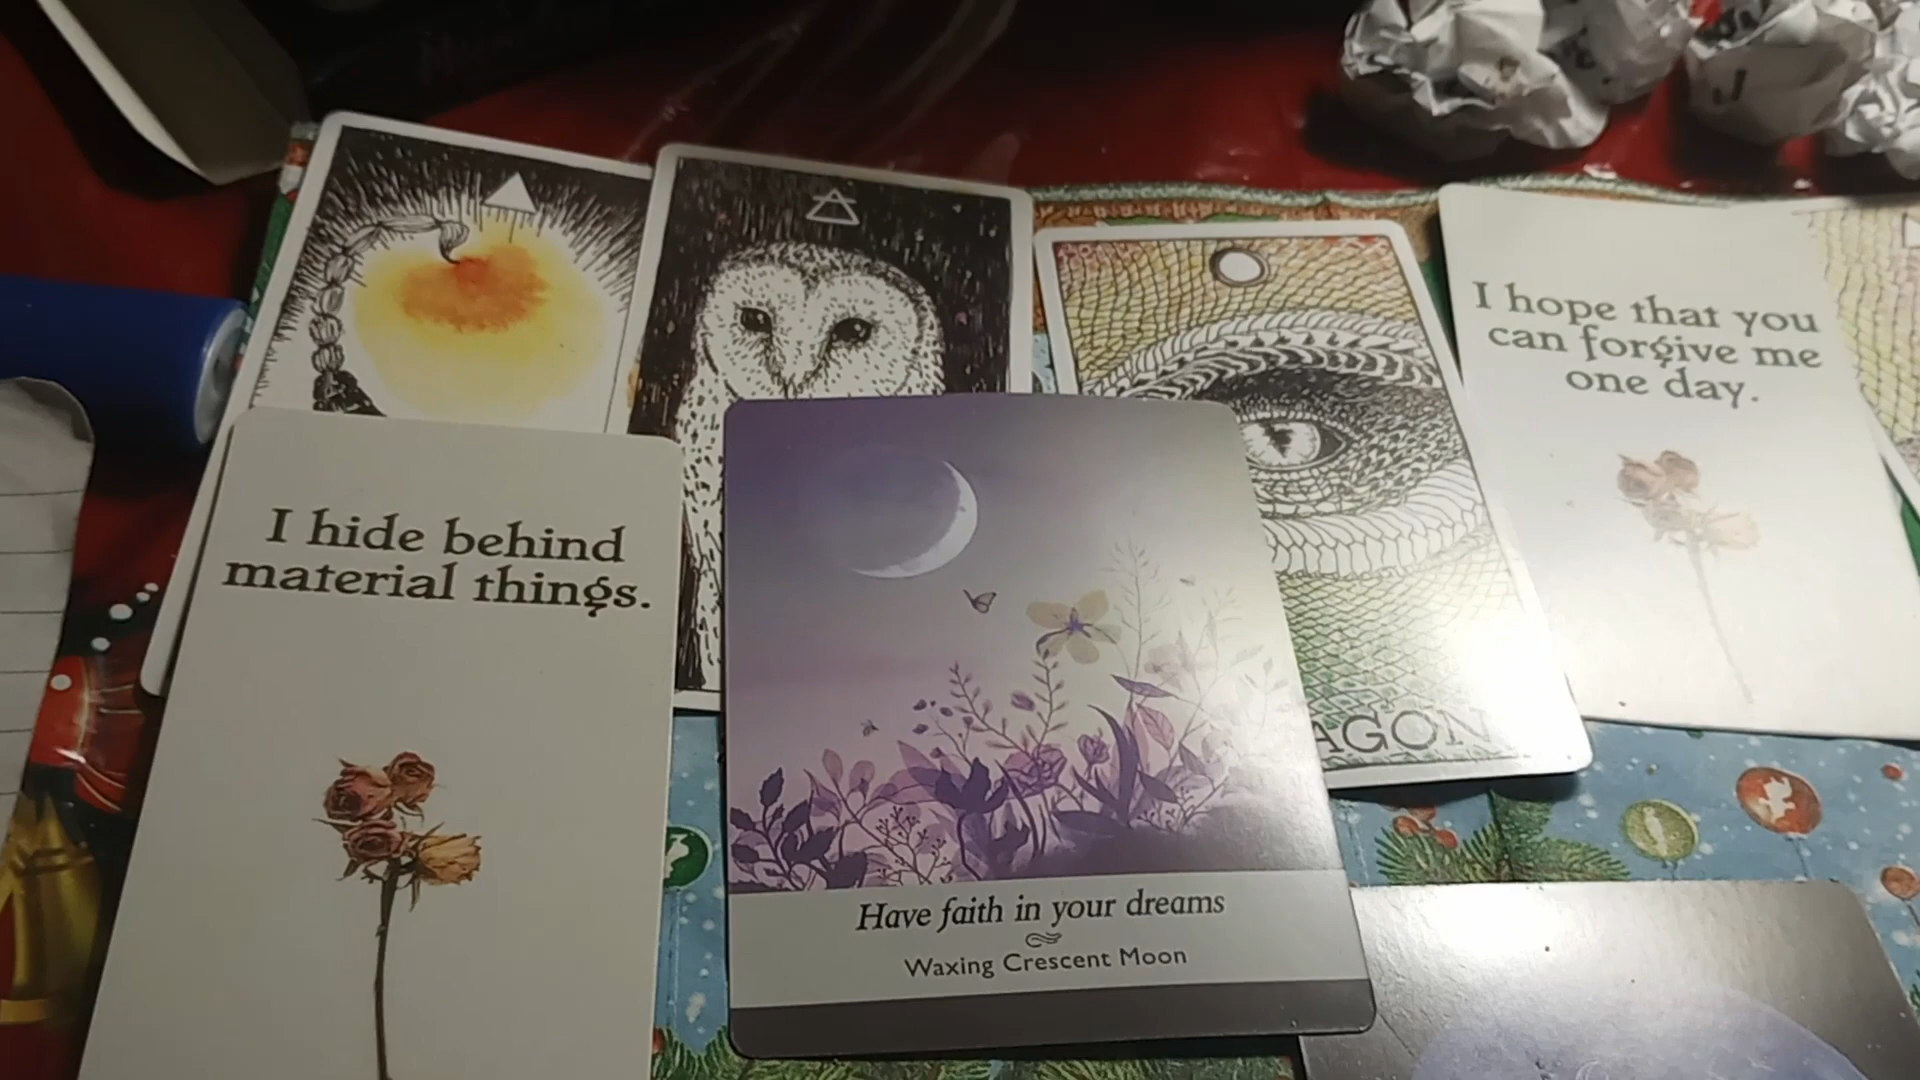 I hope that you
can forgive me
one day.
I hide behind
material things.
AGON
Have faith in your dreams
Waxing Crescent Moon